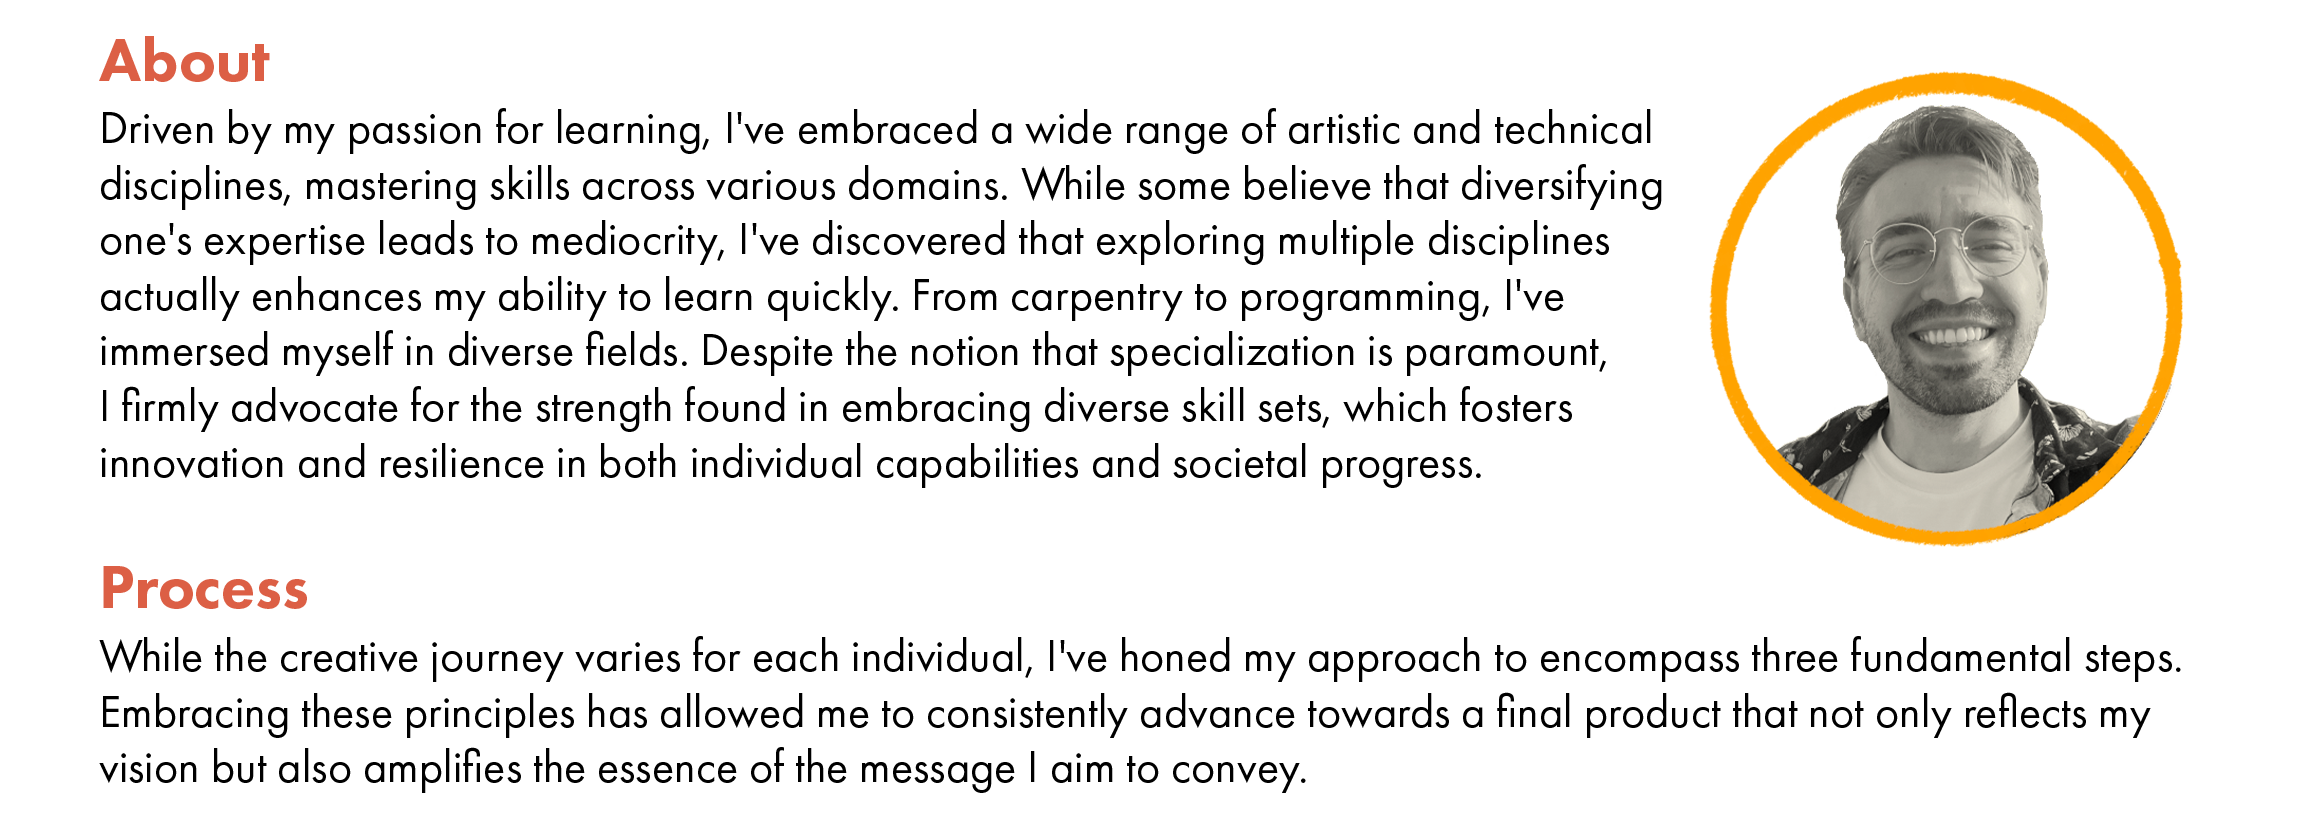 About
Driven by my passion for learning, I've embraced a wide range of artistic and technical
disciplines, mastering skills across various domains. While some believe that diversifying
one's expertise leads to mediocrity, I've discovered that exploring multiple disciplines
actually enhances my ability to learn quickly. From carpentry to programming, I've
immersed myself in diverse fields. Despite the notion that specialization is paramount,
I firmly advocate for the strength found in embracing diverse skill sets, which fosters
innovation and resilience in both individual capabilities and societal progress.
Process
While the creative journey varies for each individual, I've honed my approach to encompass three fundamental steps.
Embracing these principles has allowed me to consistently advance towards a final product that not only reflects my
vision but also amplifies the essence of the message I aim to convey.